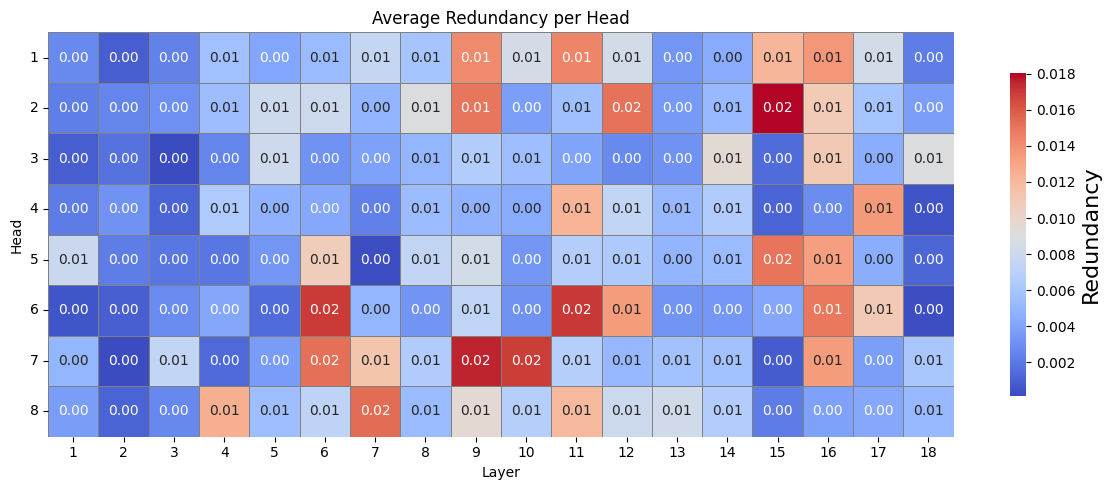 Average Redundancy per Head
1 0.00 0.00 0.00 0.01 0.00 0.01 0.01 0.01 0.01 0.01 0.01 0.01 0.00 0.00 0.01 0.01 0.01 0.00
2 0.00 0.00 0.00 0.01 0.01 0.01 0.00 0.01 0.01 0.00 0.01 0.02 0.00 0.01 0.02 0.01 0.01 0.00
3 0.00 0.00 0.00 0.00 0.01 0.00 0.00 0.01 0.01 0.01 0.00 0.00 0.00 0.01 0.00 0.01 0.00 0.01
4 0.00 0.00 0.00 0.01 0.00 0.00 0.00 0.01 0.00 0.00 0.01 0.01 0.01 0.01 0.00 0.00 0.01 0.00
5 0.01 0.00 0.00 0.00 0.00 0.01 0.00 0.01 0.01 0.00 0.01 0.01 0.00 0.01 0.02 0.01 0.00 0.00
6 0.00 0.00 0.00 0.00 0.00 0.02 0.00 0.00 0.01 0.00 0.02 0.01 0.00 0.00 0.00 0.01 0.01 0.00
7 0.00 0.00 0.01 0.00 0.00 0.02 0.01 0.01 0.02 0.02 0.01 0.01 0.01 0.01 0.00 0.01 0.00 0.01
8 0.00 0.00 0.00 0.01 0.01 0.01 0.02 0.01 0.01 0.01 0.01 0.01 0.01 0.01 0.00 0.00 0.00 0.01
1 2 3 4 5 6 7 8 9 10 11 12 13 14 15 16 17 18
Layer
Head
0.018
0.016
0.014
0.012
0.010
0.008
0.006
0.004
0.002
Redundancy